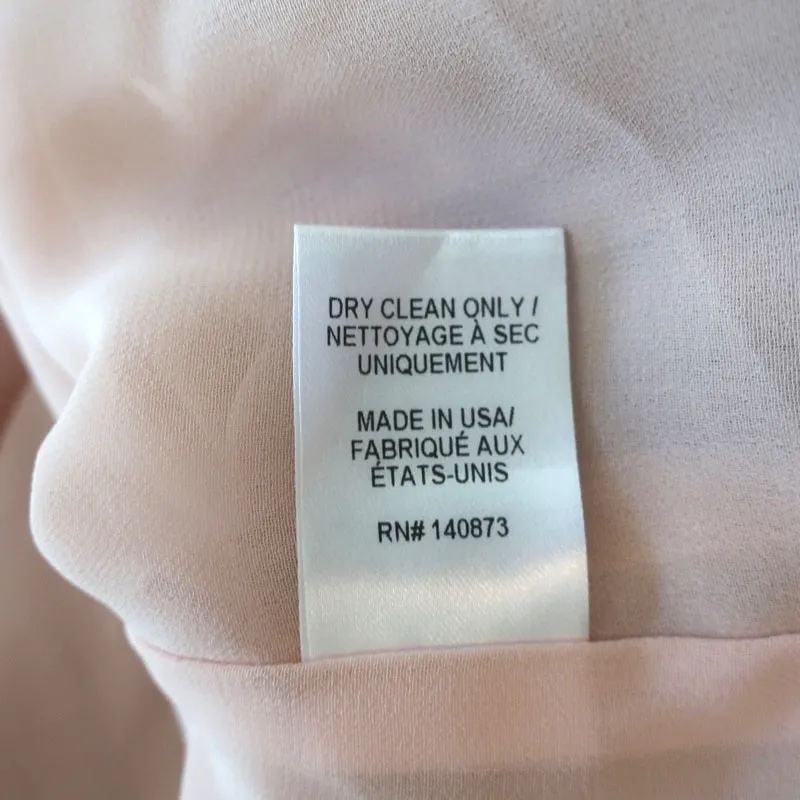 DRY CLEAN ONLY /
NETTOYAGE À SEC
UNIQUEMENT
MADE IN USA/
FABRIQUÉ AUX
ÉTATS-UNIS
RN# 140873